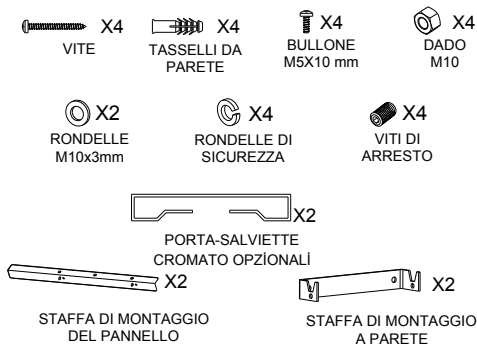 X4
VITE
X4
TASSELLI DA
PARETE
X4
BULLONE
M5X10 mm
X4
DADO
M10
X2
RONDELLE
M10x3mm
X4
RONDELLE DI
SICUREZZA
X4
VITI DI
ARRESTO
X2
PORTA-SALVIETTE
CROMATO OPZİONALİ
X2
STAFFA DI MONTAGGIO
DEL PANNELLO
X2
STAFFA DI MONTAGGIO
A PARETE